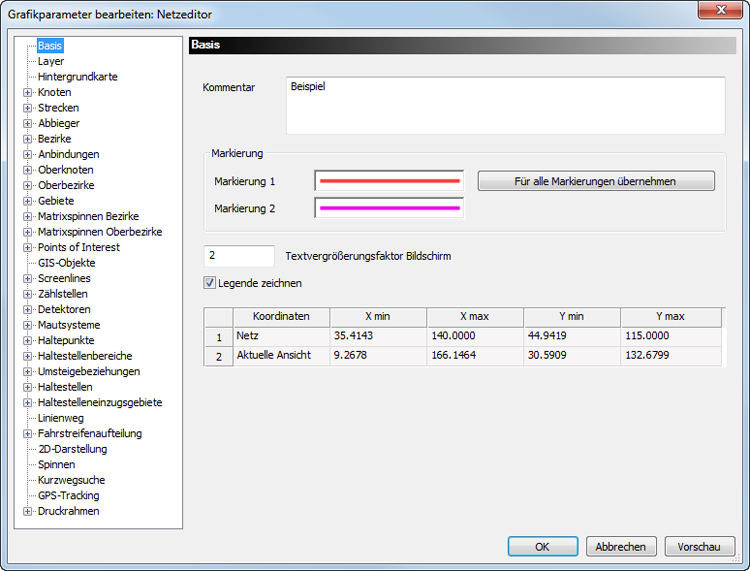 Grafikparameter bearbeiten: Netzeditor
Basis
Layer
Hintergrundkarte
Knoten
Strecken
Abbieger
Bezirke
Anbindungen
Oberknoten
Oberbezirke
Gebiete
Matrixspinnen Bezirke
Matrixspinnen Oberbezirke
Points of Interest
GIS-Objekte
Screenlines
Zählstellen
Detektoren
Mautsysteme
Haltepunkte
Haltestellenbereiche
Umsteigebeziehungen
Haltestellen
Haltestelleneinzugsgebiete
Linienweg
Fahrstreifenaufteilung
2D-Darstellung
Spinnen
Kurzwegsuche
GPS-Tracking
Druckrahmen
Basis
Kommentar Beispiel
Markierung
Markierung 1 Für alle Markierungen übernehmen
Markierung 2
2 Textvergrößerungsfaktor Bildschirm
Legende zeichnen
Koordinaten X min X max Y min Y max
1 Netz 35.4143 140.0000 44.9419 115.0000
2 Aktuelle Ansicht 9.2678 166.1464 30.5909 132.6799
OK Abbrechen Vorschau